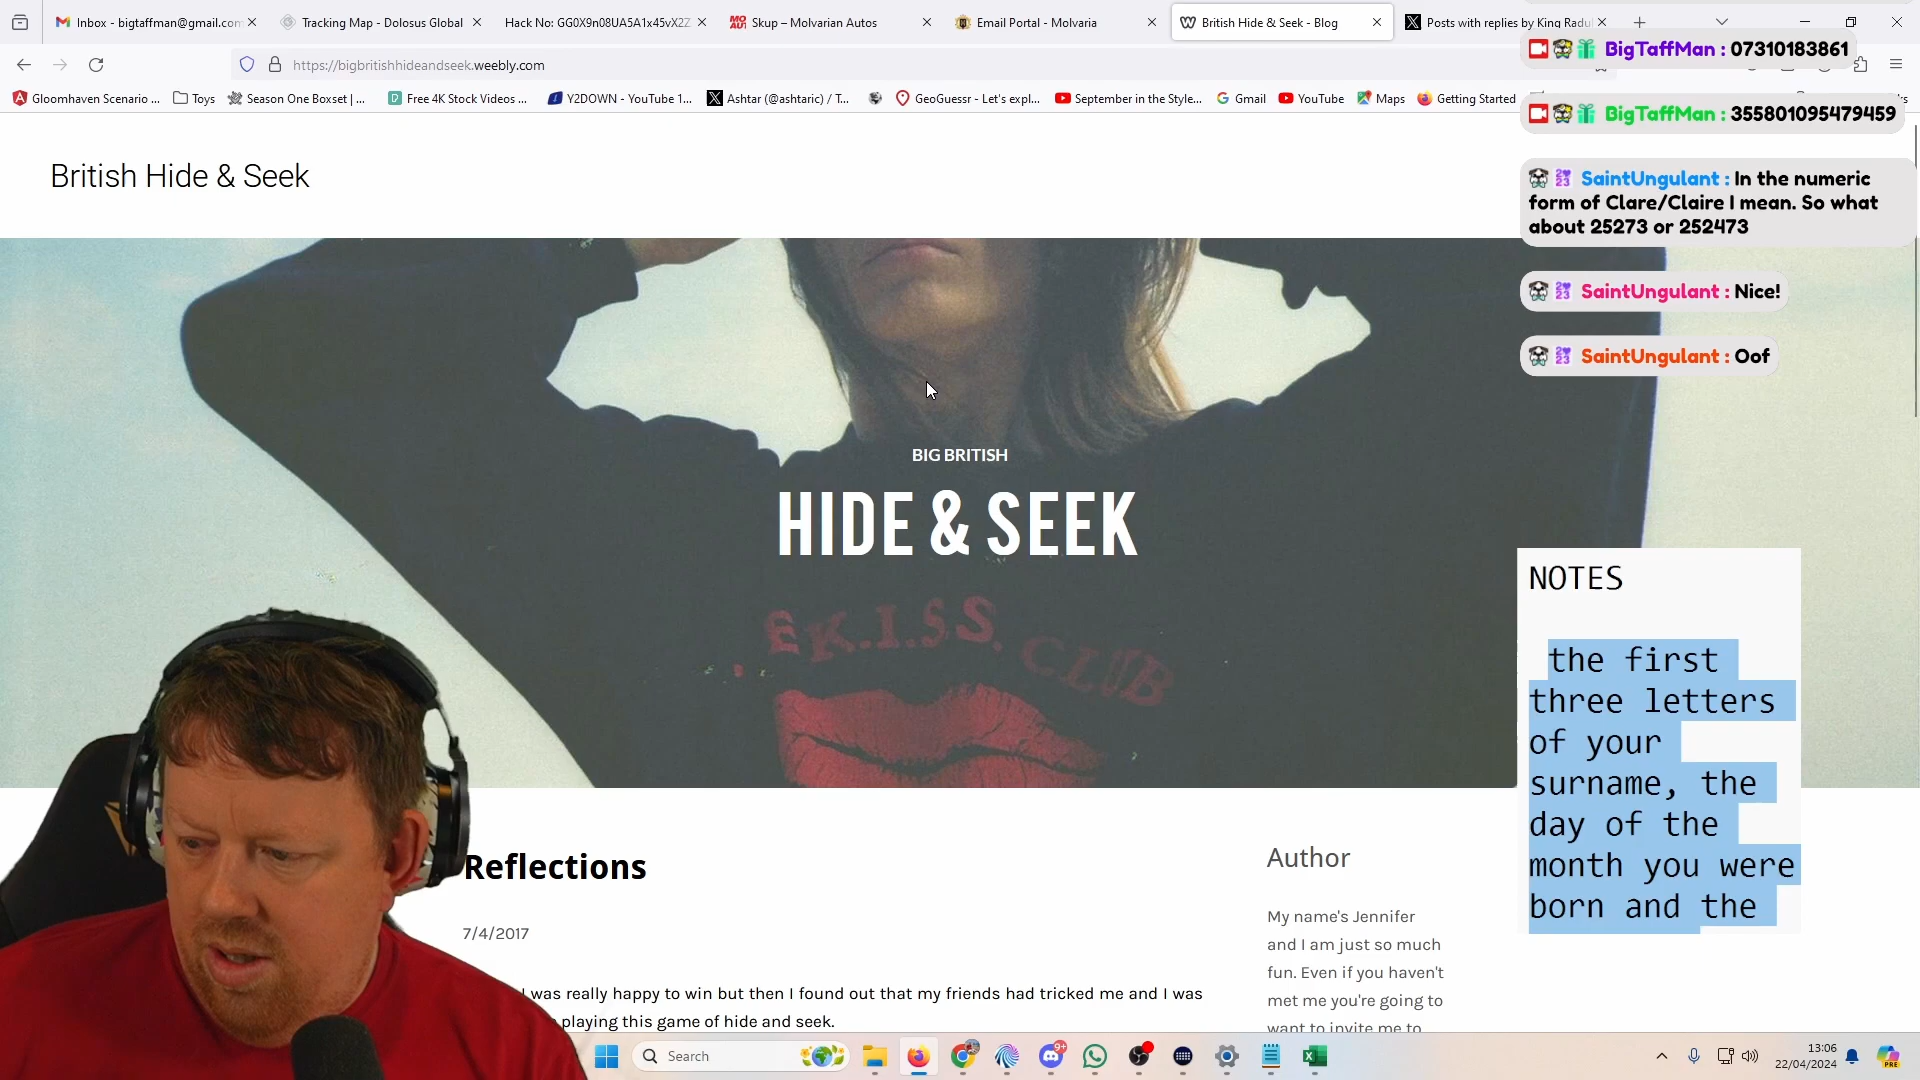 Inbox - bigtaffman@gmail.com
Tracking Map - Dolosus Global
Hack No: GG0X9n08UA5A1x45vX2Z
Skup – Molvarian Autos
Email Portal - Molvaria
British Hide & Seek - Blog
Posts with replies by King Radu
https://bigbritishhideandseek.weebly.com
Gloomhaven Scenario ...
Toys
Season One Boxset | ...
Free 4K Stock Videos ...
Y2DOWN - YouTube 1...
Ashtar (@ashtaric) / T...
GeoGuessr - Let's expl...
September in the Style...
Gmail
YouTube
Maps
Getting Started
BigTaffMan : 07310183861
BigTaffMan : 355801095479459
SaintUngulant : In the numeric
form of Clare/Claire I mean. So what
about 25273 or 252473
SaintUngulant : Nice!
SaintUngulant : Oof
British Hide & Seek
BIG BRITISH
HIDE & SEEK
K.I.S.S.
CLUB
NOTES
the first
three letters
of your
surname, the
day of the
month you were
born and the
Reflections
7/4/2017
I was really happy to win but then I found out that my friends had tricked me and I was
playing this game of hide and seek.
Author
My name's Jennifer
and I am just so much
fun. Even if you haven't
met me you're going to
want to invite me to
Search
9+
13:06
22/04/2024
PRE